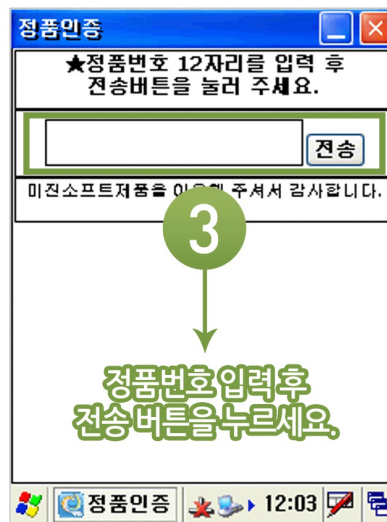 정품인증
★정품번호 12자리를 입력 후
전송버튼을 눌러 주세요.
전송
미진소프트제품을 주셔서 감사합니다.
3
정품번호 입력 후
전송 버튼을 누르세요.
정품인증 12:03